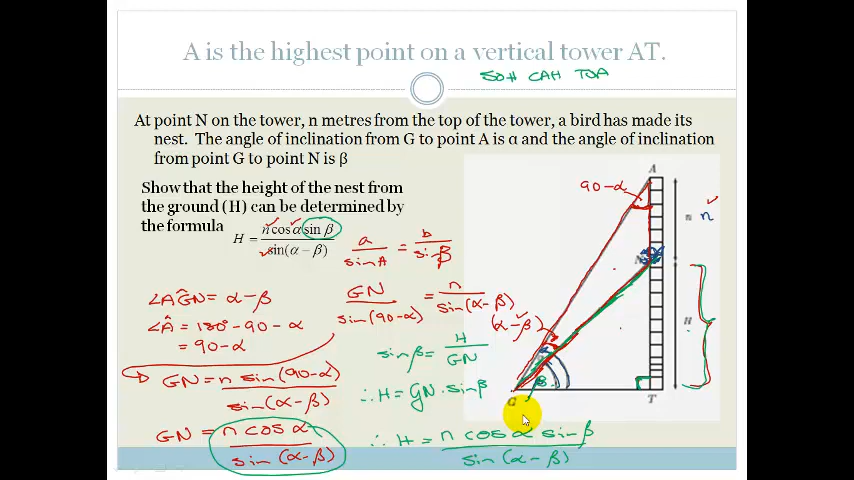 A is the highest point on a vertical tower AT.
SOH CAH TOA
At point N on the tower, n metres from the top of the tower, a bird has made its
nest. The angle of inclination from G to point A is α and the angle of inclination
from point G to point N is β
Show that the height of the nest from
the ground (H) can be determined by
the formula
H = n cos α sin β / sin(α − β)
a / sin A = b / sin β
∠AĜN = α-β
∠Â = 180° - 90 - α
= 90-α
GN / sin(90-α) = n / sin(α-β)
GN = n sin(90-α) / sin(α-β)
GN = n cos α / sin(α-β)
sin β = H / GN
∴ H = GN . sin β
∴ H = n cos α sin β / sin(α-β)
A
90-α
n
n
N
H
(α-β)
β
G
T